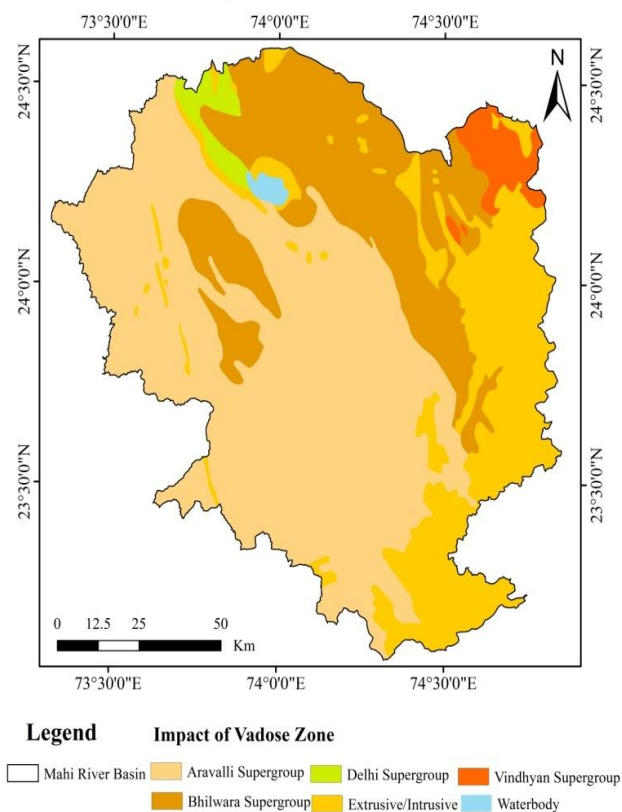 73°30'0"E 74°0'0"E 74°30'0"E
N
24°30'0"N 24°30'0"N
24°0'0"N 24°0'0"N
23°30'0"N 23°30'0"N
0 12.5 25 50
Km
73°30'0"E 74°0'0"E 74°30'0"E
Legend Impact of Vadose Zone
Mahi River Basin Aravalli Supergroup Delhi Supergroup Vindhyan Supergroup
Bhilwara Supergroup Extrusive/Intrusive Waterbody